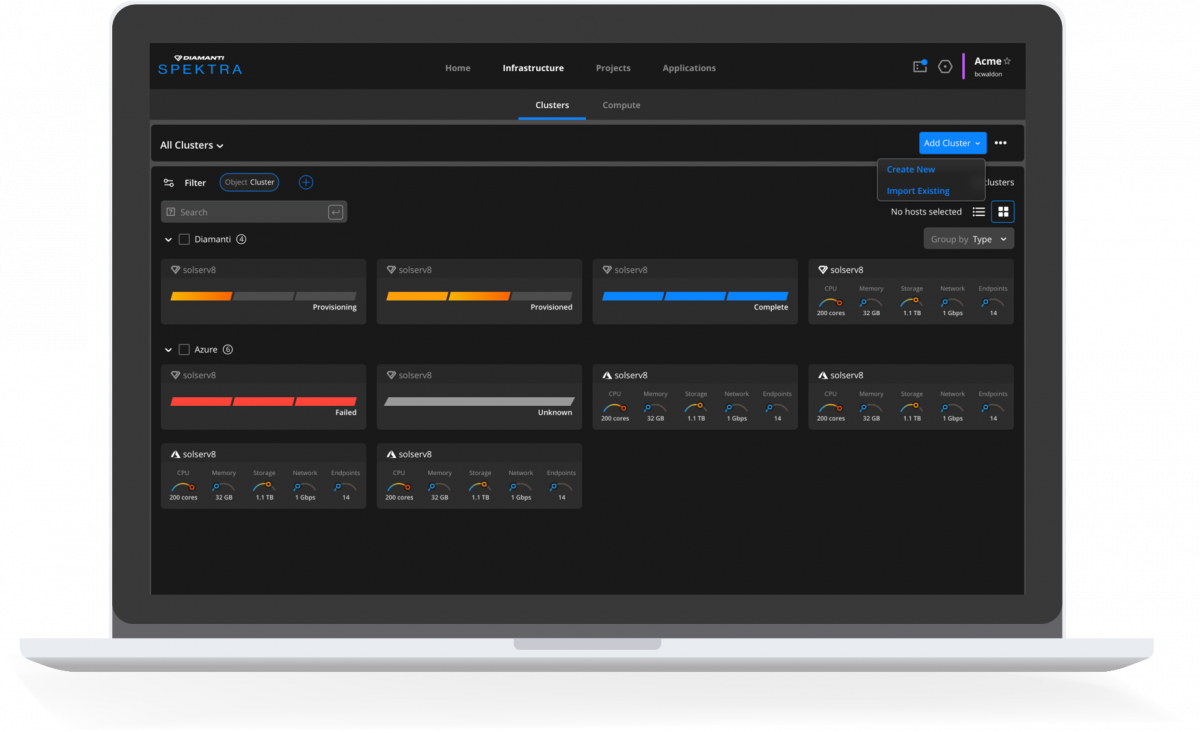 DIAMANTI
SPEKTRA
Home Infrastructure Projects Applications
Acme
bcwaldon
Clusters Compute
All Clusters
Add Cluster
Create New
Import Existing
Filter Object Cluster
clusters
Search
No hosts selected
Diamanti 4
Group by Type
solserv8 solserv8 solserv8 solserv8
Provisioning Provisioned Complete
CPU Memory Storage Network Endpoints
200 cores 32 GB 1.1 TB 1 Gbps 14
Azure 6
solserv8 solserv8 solserv8 solserv8
Failed Unknown
CPU Memory Storage Network Endpoints CPU Memory Storage Network Endpoints
200 cores 32 GB 1.1 TB 1 Gbps 14 200 cores 32 GB 1.1 TB 1 Gbps 14
solserv8 solserv8
CPU Memory Storage Network Endpoints CPU Memory Storage Network Endpoints
200 cores 32 GB 1.1 TB 1 Gbps 14 200 cores 32 GB 1.1 TB 1 Gbps 14